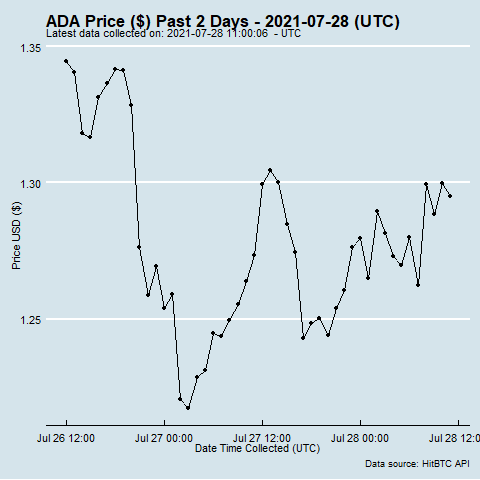 ADA Price ($) Past 2 Days - 2021-07-28 (UTC)
Latest data collected on: 2021-07-28 11:00:06 - UTC
1.35
1.30
Price USD ($)
1.25
Jul 26 12:00 Jul 27 00:00 Jul 27 12:00 Jul 28 00:00 Jul 28 12:00
Date Time Collected (UTC)
Data source: HitBTC API